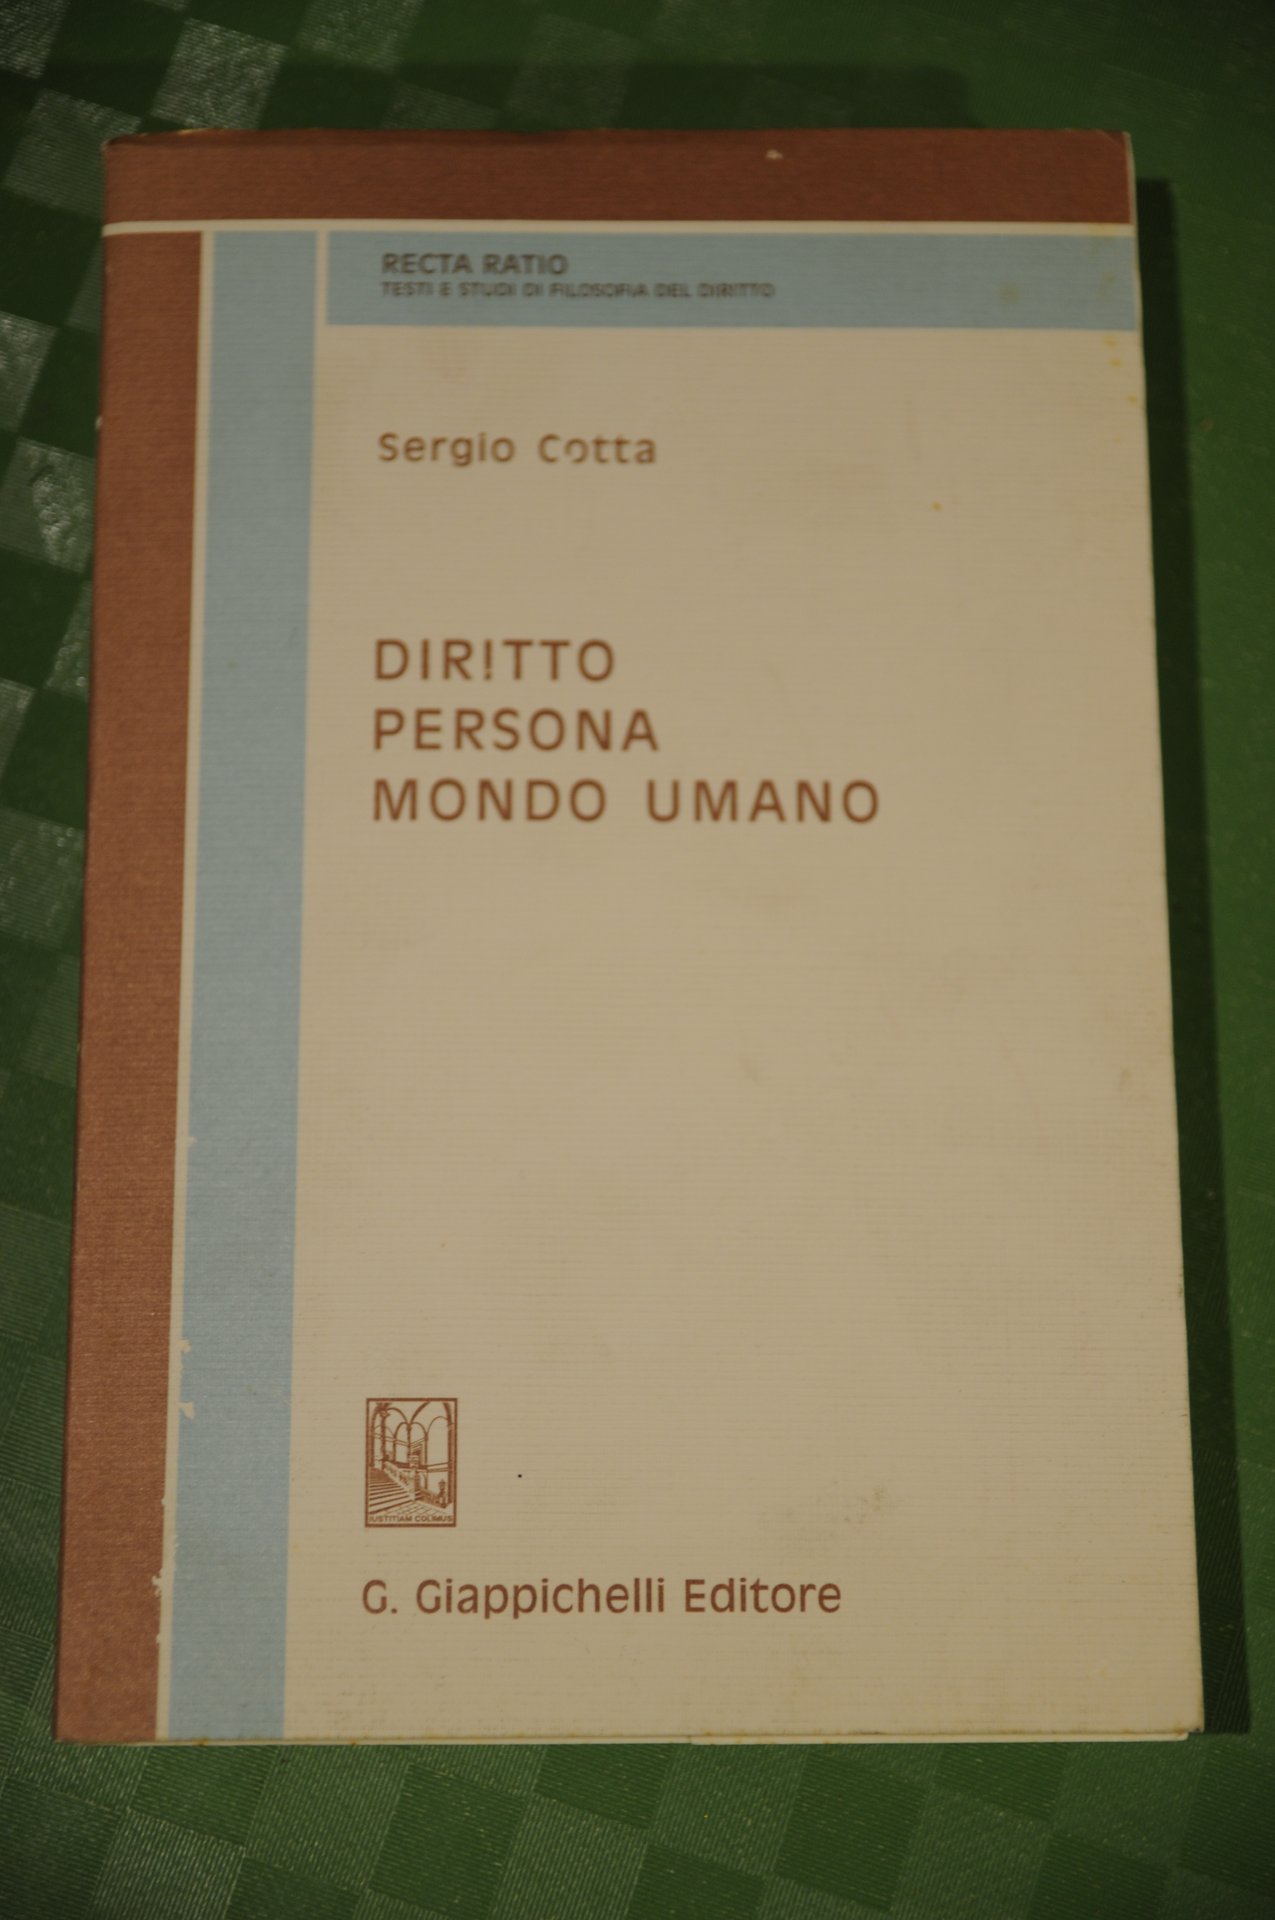 RECTA RATIO
TESTI E STUDI DI FILOSOFIA DEL DIRITTO
Sergio Cotta
DIRITTO
PERSONA
MONDO UMANO
IUSTITIAM COLIMUS
G. Giappichelli Editore